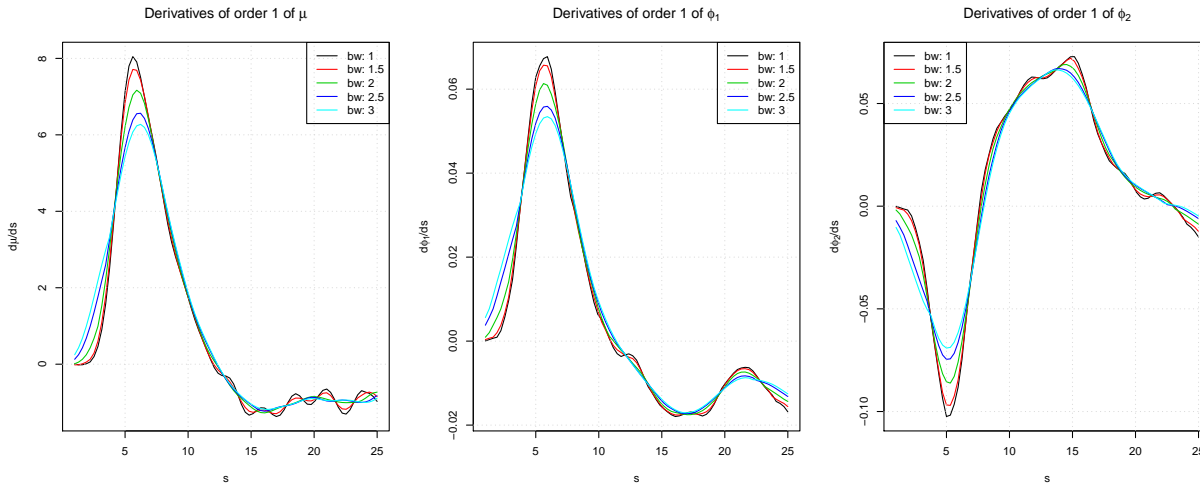 Derivatives of order 1 of μ
dμ/ds
8
6
4
2
0
5 10 15 20 25
s
bw: 1
bw: 1.5
bw: 2
bw: 2.5
bw: 3
Derivatives of order 1 of ϕ₁
dϕ₁/ds
0.06
0.04
0.02
0.00
−0.02
5 10 15 20 25
s
bw: 1
bw: 1.5
bw: 2
bw: 2.5
bw: 3
Derivatives of order 1 of ϕ₂
dϕ₂/ds
0.05
0.00
−0.05
−0.10
5 10 15 20 25
s
bw: 1
bw: 1.5
bw: 2
bw: 2.5
bw: 3